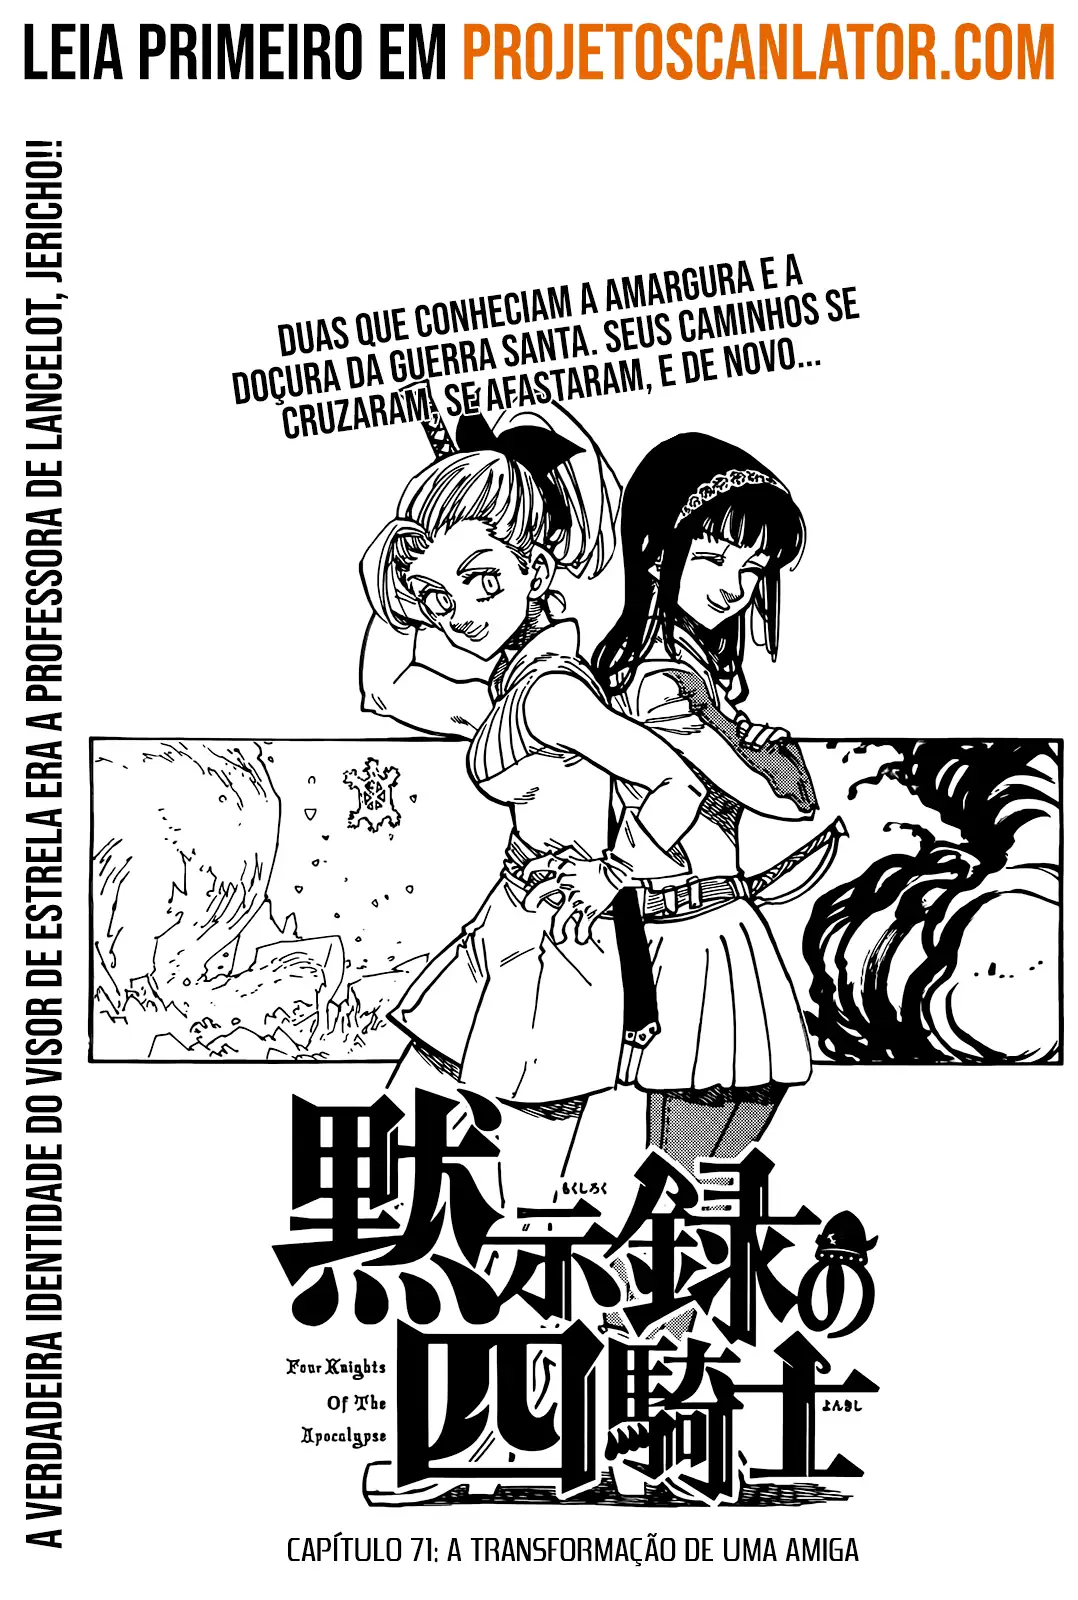 LEIA PRIMEIRO EM PROJETOSCANLATOR.COM
A VERDADEIRA IDENTIDADE DO VISOR DE ESTRELA ERA A PROFESSORA DE LANCELOT, JERICHO!!
DUAS QUE CONHECIAM A AMARGURA E A
DOÇURA DA GUERRA SANTA. SEUS CAMINHOS SE
CRUZARAM, SE AFASTARAM, E DE NOVO...
もくしろく
黙示録の
四騎士
よんきし
Four Knights
Of The
Apocalypse
CAPÍTULO 71: A TRANSFORMAÇÃO DE UMA AMIGA